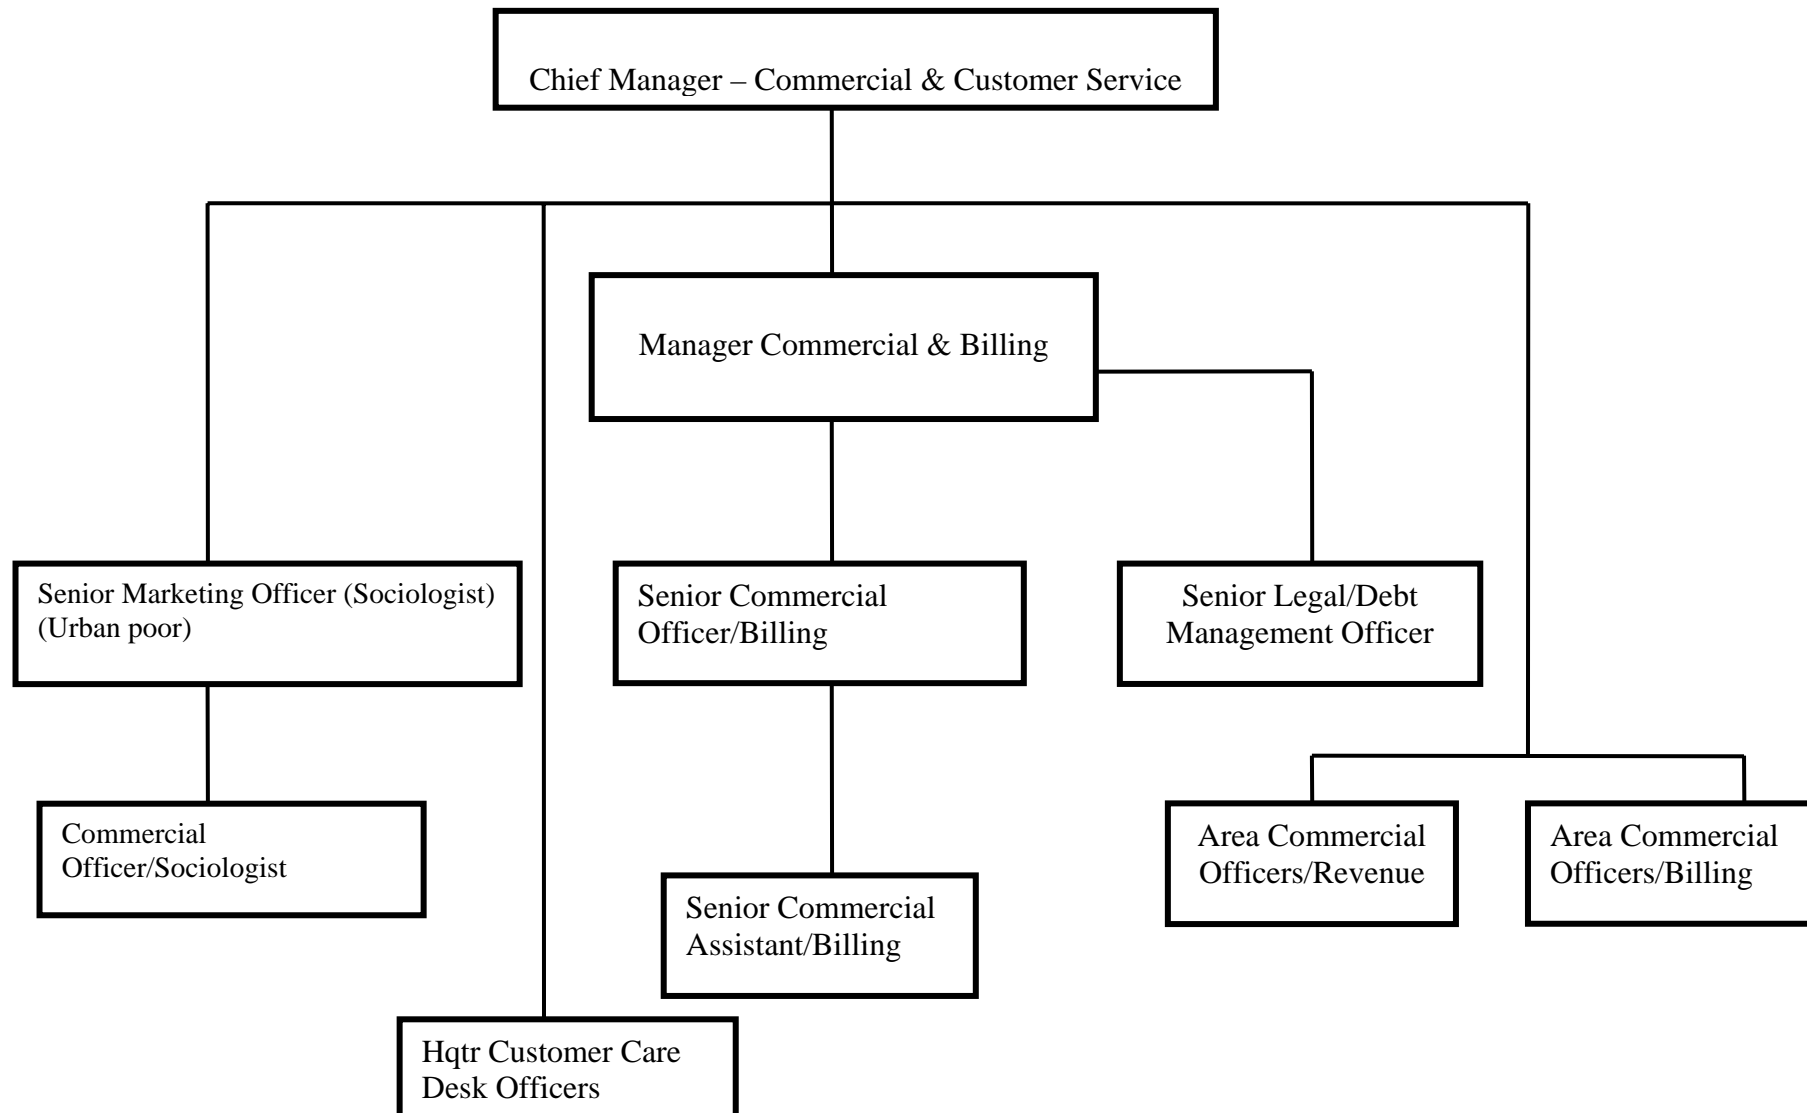 Chief Manager – Commercial & Customer Service
Manager Commercial & Billing
Senior Marketing Officer (Sociologist)
(Urban poor)
Senior Commercial
Officer/Billing
Senior Legal/Debt
Management Officer
Commercial
Officer/Sociologist
Area Commercial
Officers/Revenue
Area Commercial
Officers/Billing
Senior Commercial
Assistant/Billing
Hqtr Customer Care
Desk Officers